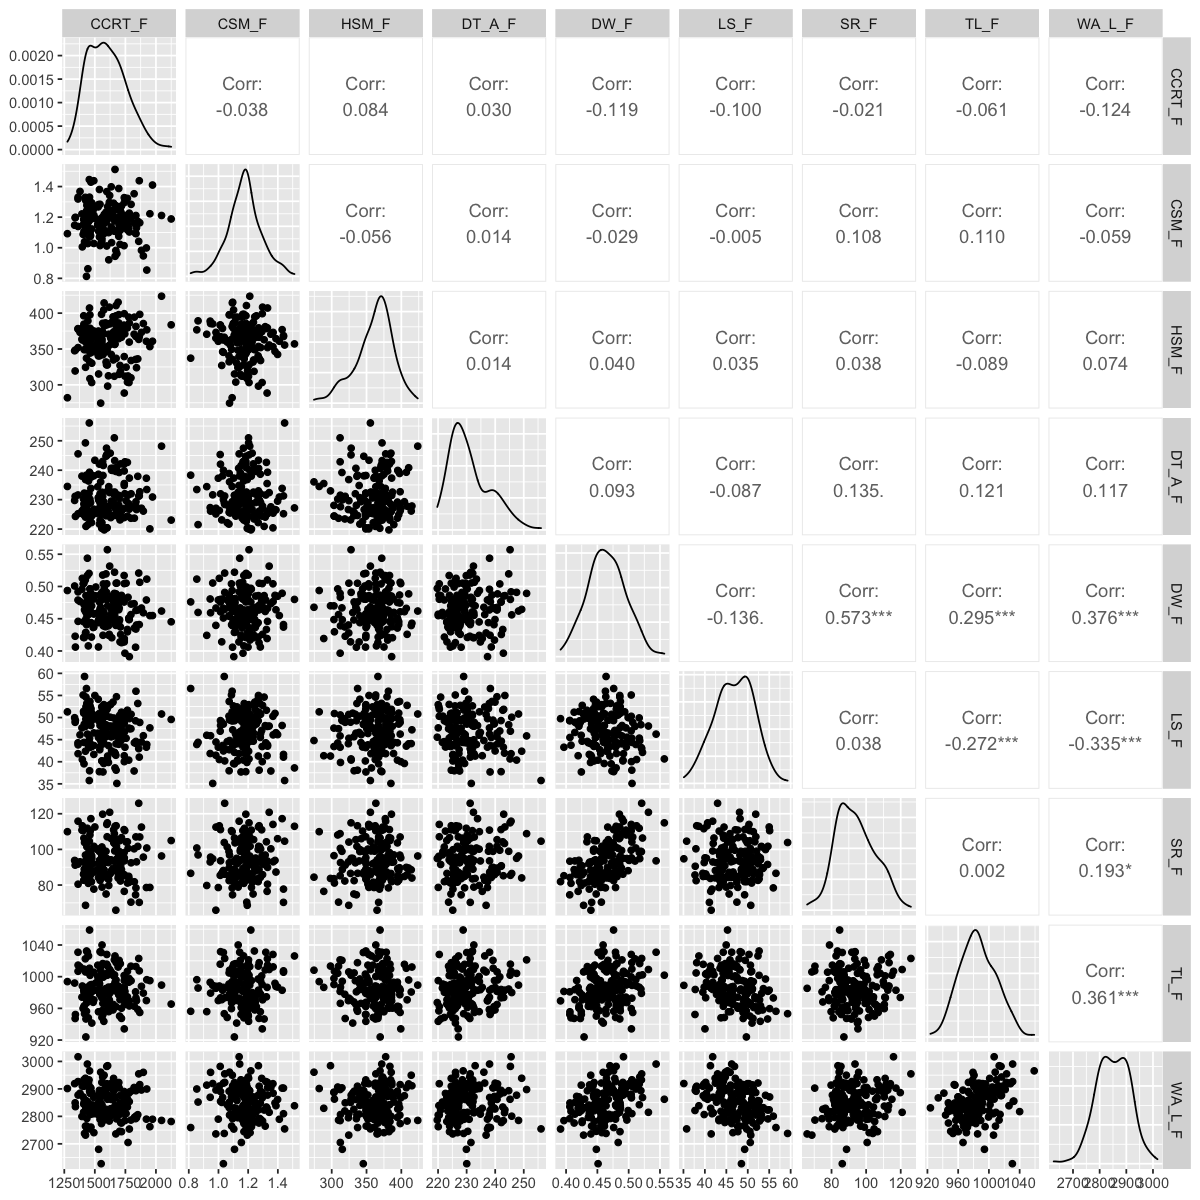 CCRT_F CSM_F HSM_F DT_A_F DW_F LS_F SR_F TL_F WA_L_F
0.0020
0.0015
0.0010
0.0005
0.0000
Corr: Corr: Corr: Corr: Corr: Corr: Corr: Corr:
-0.038 0.084 0.030 -0.119 -0.100 -0.021 -0.061 -0.124
CCRT_F
1.4
1.2
1.0
0.8
Corr: Corr: Corr: Corr: Corr: Corr: Corr:
-0.056 0.014 -0.029 -0.005 0.108 0.110 -0.059
CSM_F
400
350
300
Corr: Corr: Corr: Corr: Corr: Corr:
0.014 0.040 0.035 0.038 -0.089 0.074
HSM_F
250
240
230
220
Corr: Corr: Corr: Corr: Corr:
0.093 -0.087 0.135. 0.121 0.117
DT_A_F
0.55
0.50
0.45
0.40
Corr: Corr: Corr: Corr:
-0.136. 0.573*** 0.295*** 0.376***
DW_F
60
55
50
45
40
35
Corr: Corr: Corr:
0.038 -0.272*** -0.335***
LS_F
120
100
80
Corr: Corr:
0.002 0.193*
SR_F
1040
1000
960
920
Corr:
0.361***
TL_F
3000
2900
2800
2700
WA_L_F
1250 1500 1750 2000 0.8 1.0 1.2 1.4 300 350 400 220 230 240 250 0.40 0.45 0.50 0.55 35 40 45 50 55 60 80 100 120 920 960 1000 1040 2700 2800 2900 3000